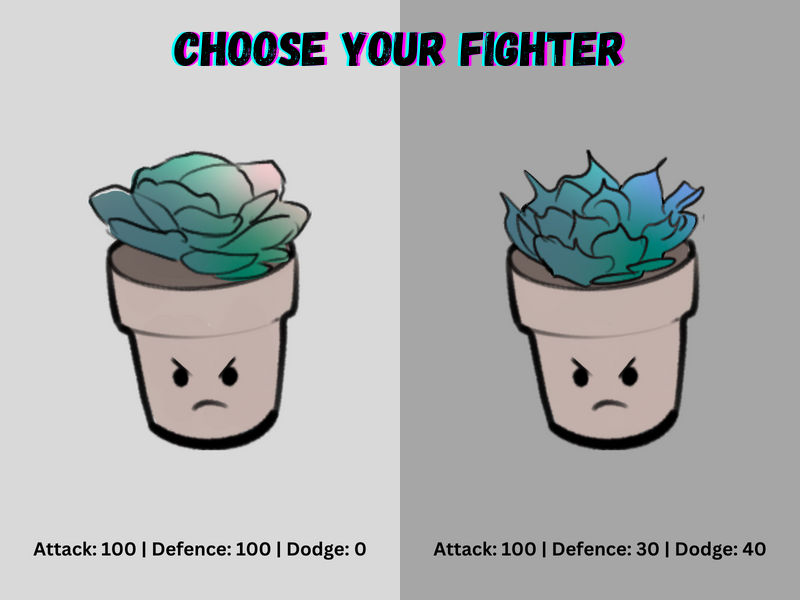 CHOOSE YOUR FIGHTER
Attack: 100 | Defence: 100 | Dodge: 0
Attack: 100 | Defence: 30 | Dodge: 40